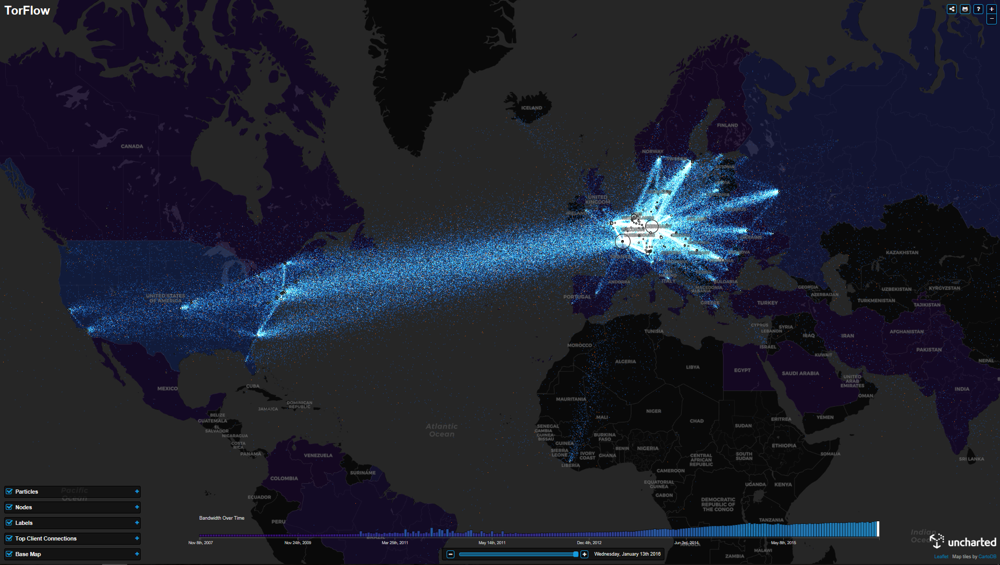 TorFlow
?
+
−
ICELAND
CANADA
FINLAND
NORWAY
SWEDEN
ESTONIA
UNITED
KINGDOM
IRELAND
UKRAINE
KAZAKHSTAN
UNITED STATES
OF AMERICA
ANDORRA
ITALY
BULGARIA
MACEDONIA
ALBANIA
GREECE
PORTUGAL
GEORGIA
AZERBAIJAN
UZBEKISTAN
KYRGYZSTAN
TURKMENISTAN
TAJIKISTAN
TURKEY
CYPRUS
LEBANON
SYRIA
ISRAEL
IRAQ
IRAN
AFGHANISTAN
PAKISTAN
KUWAIT
NEPAL
TUNISIA
MOROCCO
ALGERIA
LIBYA
EGYPT
SAUDI ARABIA
UNITED
ARAB
EMIRATES
OMAN
INDIA
MEXICO
CUBA
JAMAICA
DOMINICAN
REPUBLIC
BELIZE
GUATEMALA
EL
SALVADOR
NICARAGUA
COSTA
RICA
PANAMA
MAURITANIA
MALI
NIGER
CHAD
SUDAN
ERITREA
YEMEN
Atlantic
Ocean
SENEGAL
GAMBIA
GUINEA-
BISSAU
GUINEA
SIERRA
LEONE
LIBERIA
BURKINA
FASO
IVORY
COAST
GHANA
BENIN
NIGERIA
CENTRAL
AFRICAN
REPUBLIC
SOUTH
SUDAN
ETHIOPIA
SOMALIA
SRI LANKA
VENEZUELA
SURINAME
COLOMBIA
ECUADOR
PERU
BRAZIL
CAMEROON
EQUATORIAL
GUINEA
GABON
UGANDA
KENYA
DEMOCRATIC
REPUBLIC OF
THE CONGO
TANZANIA
ANGOLA
MALAWI
ZAMBIA
Pacific
Ocean
Indian
Ocean
Particles +
Nodes +
Labels +
Top Client Connections +
Base Map +
Bandwidth Over Time
Nov 8th, 2007
Nov 24th, 2009
Mar 25th, 2011
May 14th, 2011
Dec 4th, 2012
Jun 3rd, 2014
May 8th, 2015
− + Wednesday, January 13th 2016
uncharted
Leaflet Map tiles by CartoDB